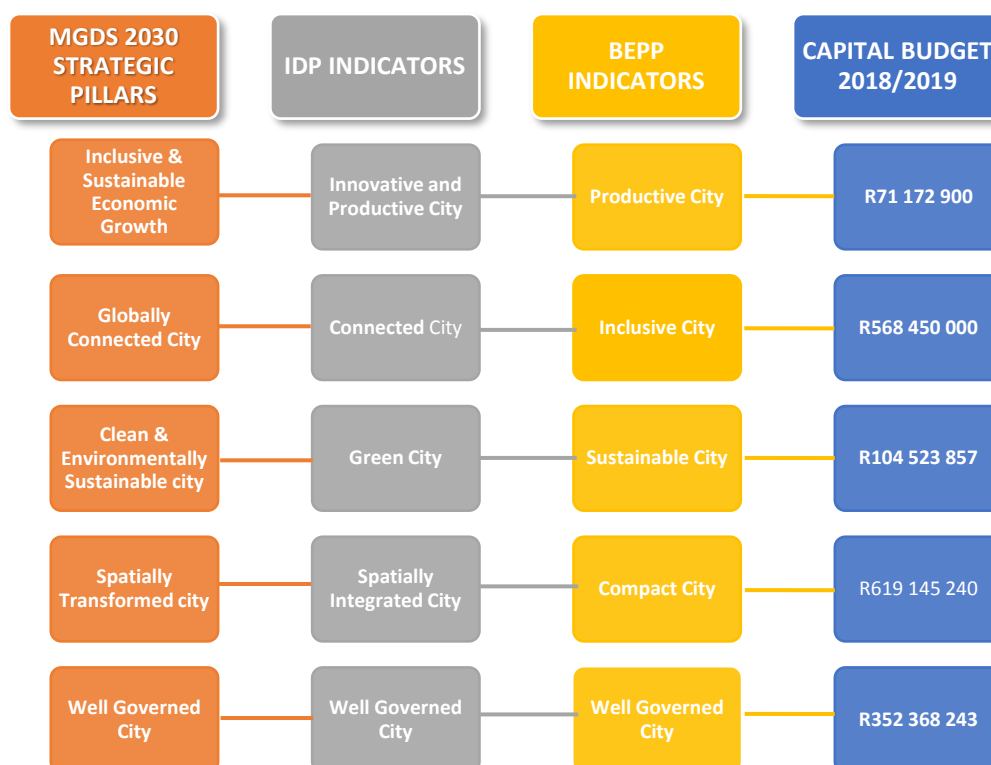 MGDS 2030
STRATEGIC
PILLARS
IDP INDICATORS
BEPP
INDICATORS
CAPITAL BUDGET
2018/2019
Inclusive &
Sustainable
Economic
Growth
Innovative and
Productive City
Productive City
R71 172 900
Globally
Connected City
Connected City
Inclusive City
R568 450 000
Clean &
Environmentally
Sustainable city
Green City
Sustainable City
R104 523 857
Spatially
Transformed city
Spatially
Integrated City
Compact City
R619 145 240
Well Governed
City
Well Governed
City
Well Governed
City
R352 368 243